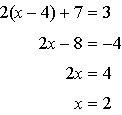 2(x – 4) + 7 = 3
2x – 8 = –4
2x = 4
x = 2